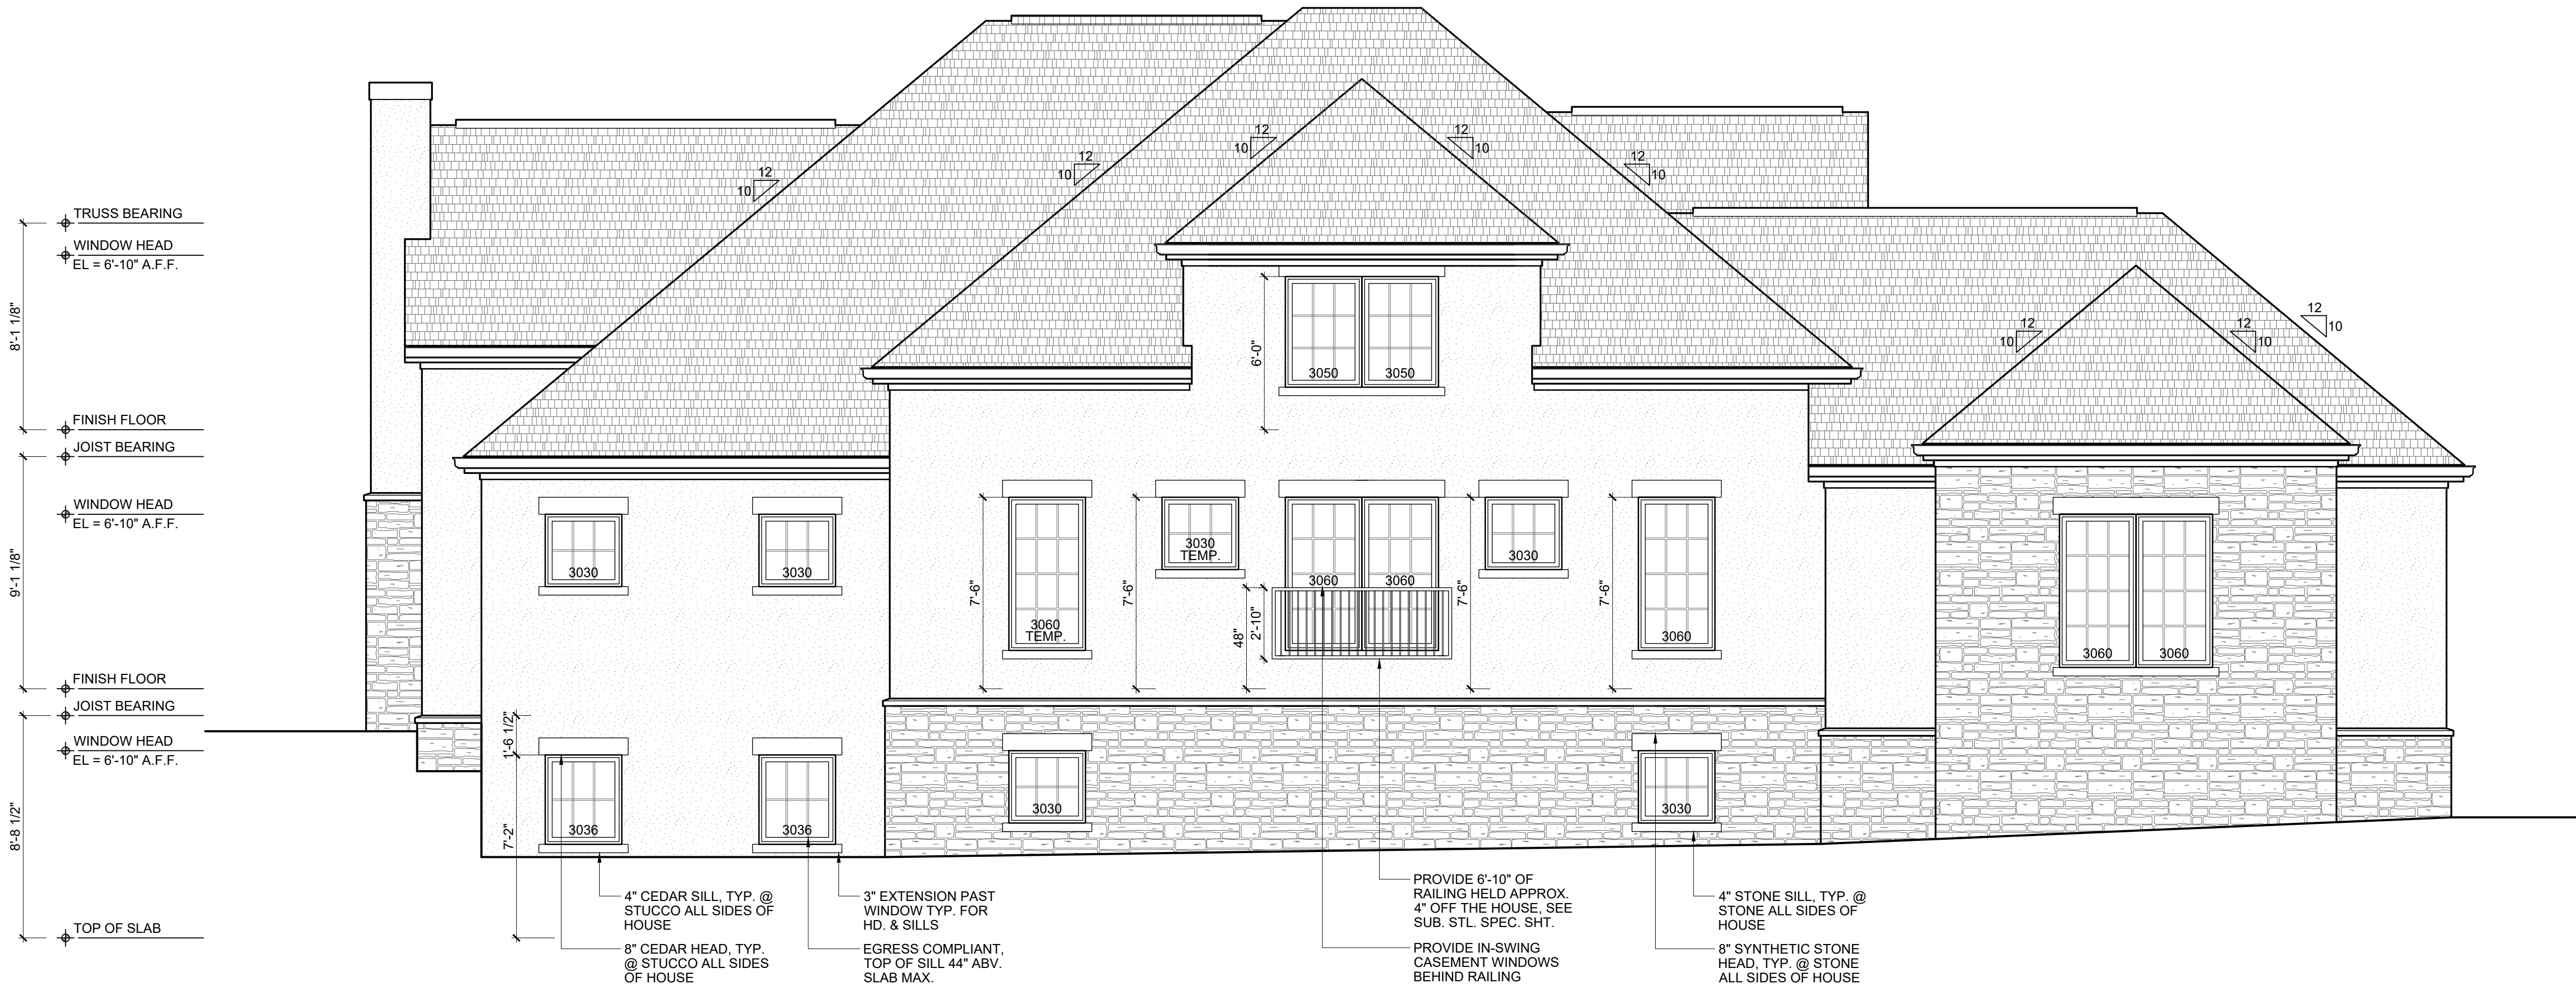 12
10
12
10
12
10
12
10
12
10
12
10
12
10
12
10
TRUSS BEARING
WINDOW HEAD
EL = 6'-10" A.F.F.
8'-1 1/8"
FINISH FLOOR
JOIST BEARING
WINDOW HEAD
EL = 6'-10" A.F.F.
9'-1 1/8"
FINISH FLOOR
JOIST BEARING
WINDOW HEAD
EL = 6'-10" A.F.F.
8'-8 1/2"
TOP OF SLAB
6'-0"
3050
3050
3030
3030
7'-6"
3060
TEMP.
7'-6"
3030
TEMP.
48"
2'-10"
3060
3060
7'-6"
3030
7'-6"
3060
3060
3060
1'-6 1/2"
7'-2"
3036
3036
3030
3030
4" CEDAR SILL, TYP. @
STUCCO ALL SIDES OF
HOUSE
8" CEDAR HEAD, TYP.
@ STUCCO ALL SIDES
OF HOUSE
3" EXTENSION PAST
WINDOW TYP. FOR
HD. & SILLS
EGRESS COMPLIANT,
TOP OF SILL 44" ABV.
SLAB MAX.
PROVIDE 6'-10" OF
RAILING HELD APPROX.
4" OFF THE HOUSE, SEE
SUB. STL. SPEC. SHT.
PROVIDE IN-SWING
CASEMENT WINDOWS
BEHIND RAILING
4" STONE SILL, TYP. @
STONE ALL SIDES OF
HOUSE
8" SYNTHETIC STONE
HEAD, TYP. @ STONE
ALL SIDES OF HOUSE